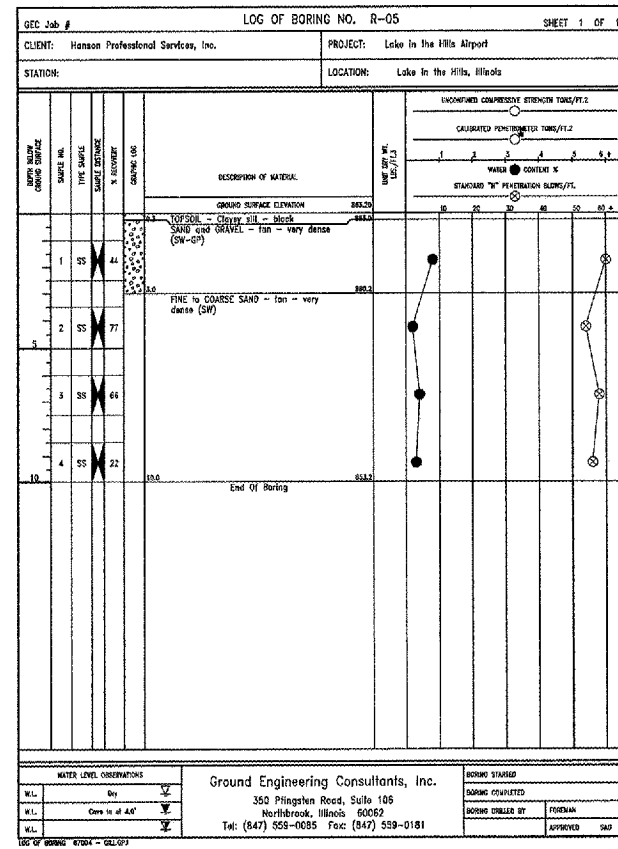 GEC Job #
LOG OF BORING NO. R-05
SHEET 1 OF 1
CLIENT: Hanson Professional Services, Inc.
PROJECT: Lake in the Hills Airport
STATION:
LOCATION: Lake in the Hills, Illinois
DEPTH BELOW
GROUND SURFACE
SAMPLE NO.
TYPE SAMPLE
SAMPLE DISTANCE
% RECOVERY
GRAPHIC LOG
DESCRIPTION OF MATERIAL
GROUND SURFACE ELEVATION 863.20
UNIT DRY WT.
LBS/FT.3
UNCONFINED COMPRESSIVE STRENGTH TONS/FT.2
CALIBRATED PENETROMETER TONS/FT.2
1 2 3 4 5 6 +
WATER CONTENT %
STANDARD "N" PENETRATION BLOWS/FT.
10 20 30 40 50 60 +
TOPSOIL - Clayey silt - black
SAND and GRAVEL - tan - very dense
(SW-GP)
1 SS 44
3.0 860.2
FINE to COARSE SAND - tan - very
dense (SW)
2 SS 77
5
3 SS 66
4 SS 22
10 10.0 853.2
End Of Boring
WATER LEVEL OBSERVATIONS
W.L. Dry
W.L. Cave in at 4.0'
W.L.
Ground Engineering Consultants, Inc.
350 Pfingsten Road, Suite 106
Northbrook, Illinois 60062
Tel: (847) 559-0085 Fax: (847) 559-0181
BORING STARTED
BORING COMPLETED
BORING DRILLED BY FOREMAN
APPROVED
LOG OF BORING